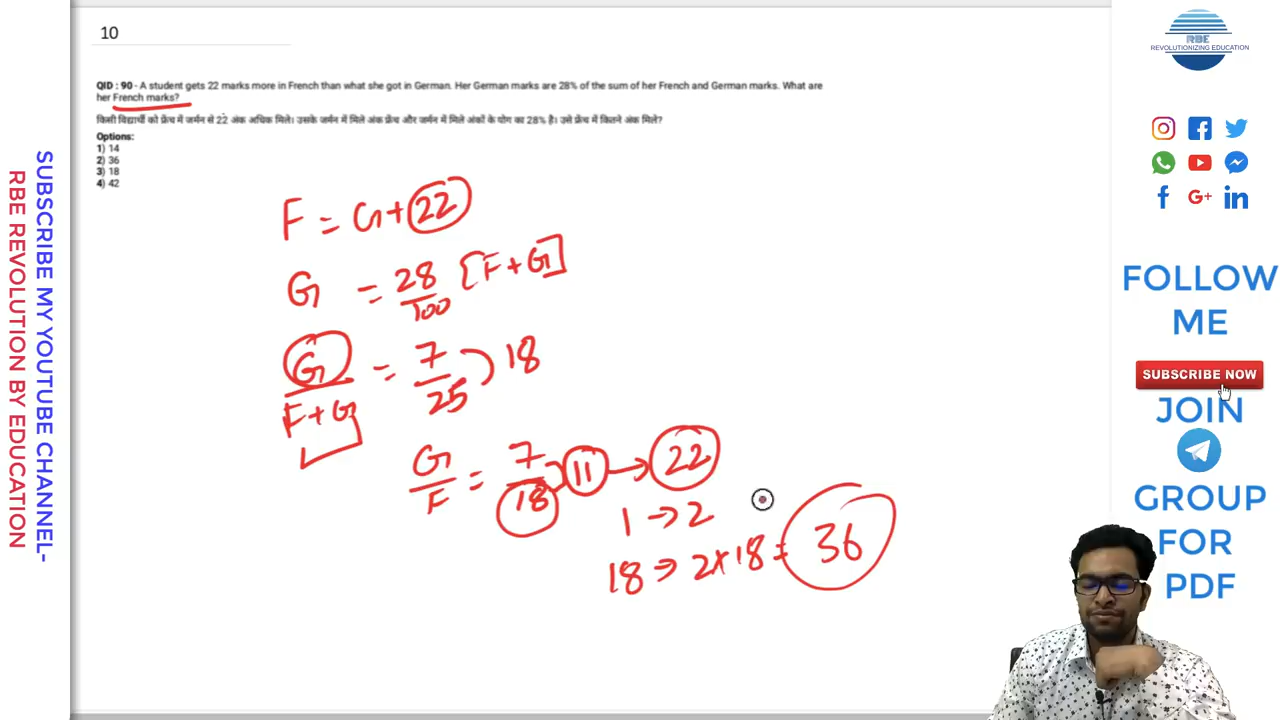 10
QID : 90 - A student gets 22 marks more in French than what she got in German. Her German marks are 28% of the sum of her French and German marks. What are
her French marks?
किसी विद्यार्थी को फ्रेंच में जर्मन से 22 अंक अधिक मिले। उसके जर्मन में मिले अंक फ्रेंच और जर्मन में मिले अंकों के योग का 28% है। उसे फ्रेंच में कितने अंक मिले?
Options:
1) 14
2) 36
3) 18
4) 42
F = G+22
G = 28/100 [F+G]
G/F+G = 7/25 ) 18
G/F = 7/18 ) 11 → 22
1 → 2
18 → 2×18 = 36
SUBSCRIBE MY YOUTUBE CHANNEL-
RBE REVOLUTION BY EDUCATION
RBE
REVOLUTIONIZING EDUCATION
FOLLOW
ME
SUBSCRIBE NOW
JOIN
GROUP
FOR
PDF